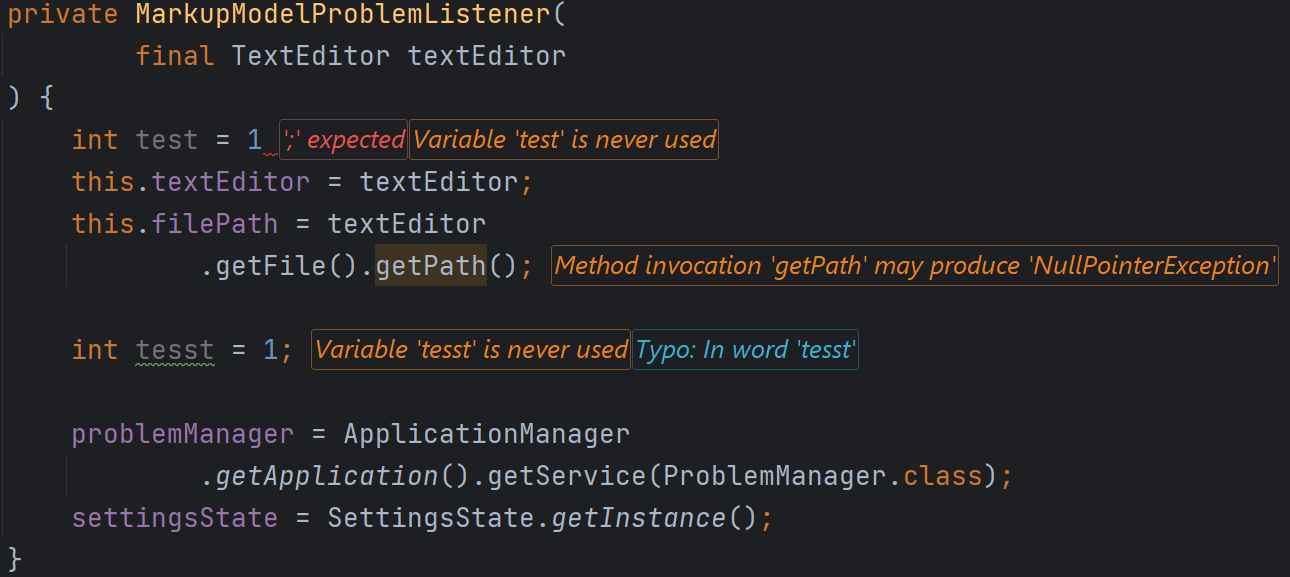 private MarkupModelProblemListener(
final TextEditor textEditor
) {
int test = 1 ';' expected Variable 'test' is never used
this.textEditor = textEditor;
this.filePath = textEditor
.getFile().getPath(); Method invocation 'getPath' may produce 'NullPointerException'
int tesst = 1; Variable 'tesst' is never used Typo: In word 'tesst'
problemManager = ApplicationManager
.getApplication().getService(ProblemManager.class);
settingsState = SettingsState.getInstance();
}